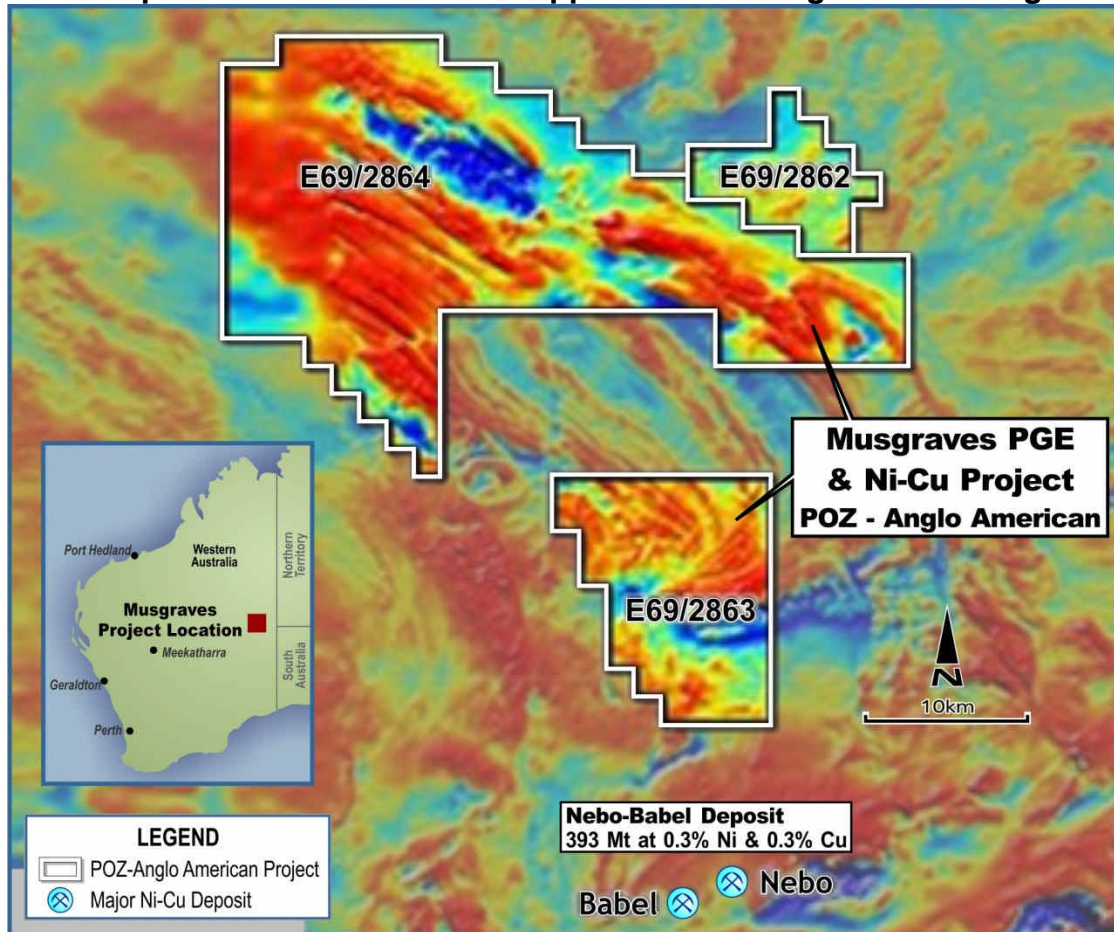 E69/2864
E69/2862
Musgraves PGE
& Ni-Cu Project
POZ - Anglo American
E69/2863
N
10km
Port Hedland
Western
Australia
Northern
Territory
Musgraves
Project Location
Meekatharra
South
Australia
Geraldton
Perth
Nebo-Babel Deposit
393 Mt at 0.3% Ni & 0.3% Cu
Nebo
Babel
LEGEND
POZ-Anglo American Project
Major Ni-Cu Deposit